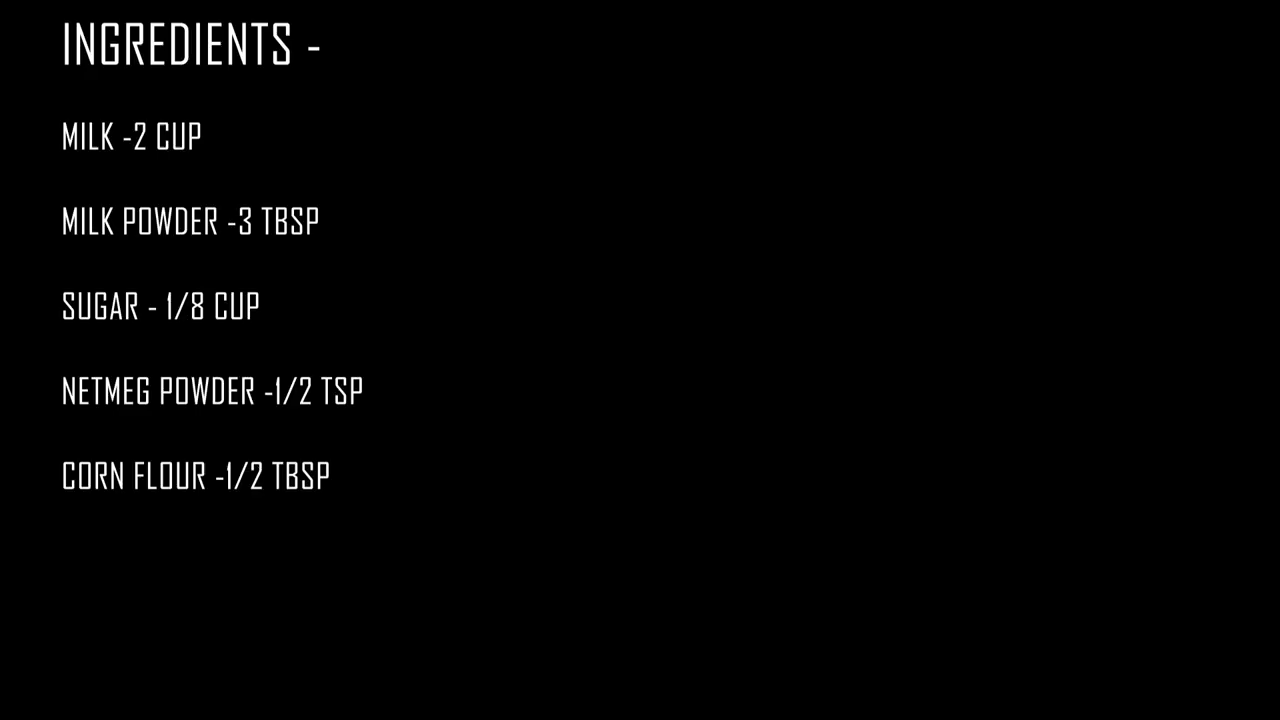 INGREDIENTS -
MILK -2 CUP
MILK POWDER -3 TBSP
SUGAR - 1/8 CUP
NETMEG POWDER -1/2 TSP
CORN FLOUR -1/2 TBSP